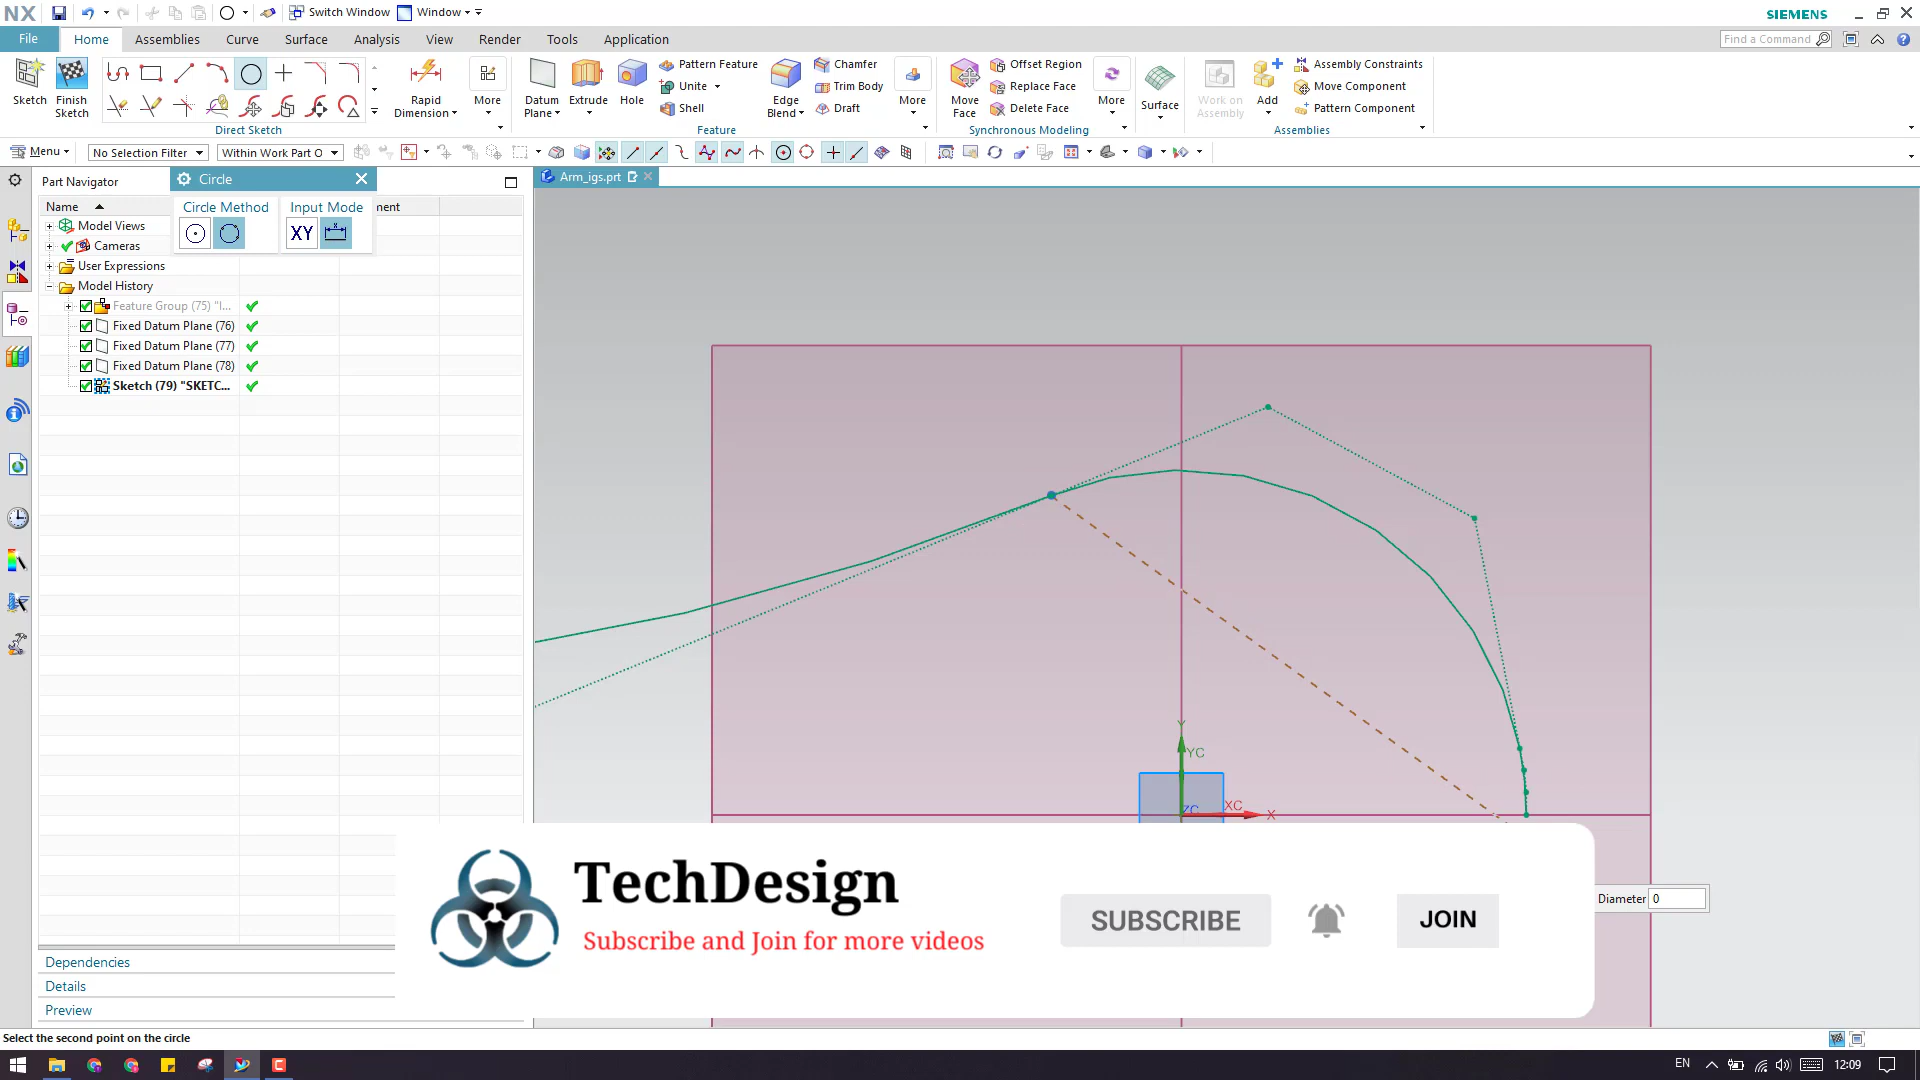 NX
Switch Window
Window
SIEMENS
File
Home
Assemblies
Curve
Surface
Analysis
View
Render
Tools
Application
Find a Command
Sketch
Finish
Sketch
Direct Sketch
Rapid
Dimension
More
Datum
Plane
Extrude
Hole
Pattern Feature
Unite
Shell
Edge
Blend
Chamfer
Trim Body
Draft
More
Feature
Move
Face
Offset Region
Replace Face
Delete Face
More
Synchronous Modeling
Surface
Work on
Assembly
Add
Assembly Constraints
Move Component
Pattern Component
Assemblies
Menu
No Selection Filter
Within Work Part O
Part Navigator
Circle
Circle Method
Input Mode
XY
Arm_igs.prt
Name
ment
Model Views
Cameras
User Expressions
Model History
Feature Group (75) "I...
Fixed Datum Plane (76)
Fixed Datum Plane (77)
Fixed Datum Plane (78)
Sketch (79) "SKETC...
Y
YC
ZC
XC
X
TechDesign
Subscribe and Join for more videos
SUBSCRIBE
JOIN
Diameter 0
Dependencies
Details
Preview
Select the second point on the circle
EN
12:09